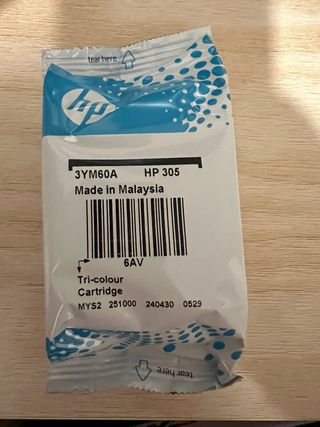 tear here
hp
3YM60A HP 305
Made in Malaysia
6AV
Tri-colour
Cartridge
MYS2 251000 240430 0529
tear here